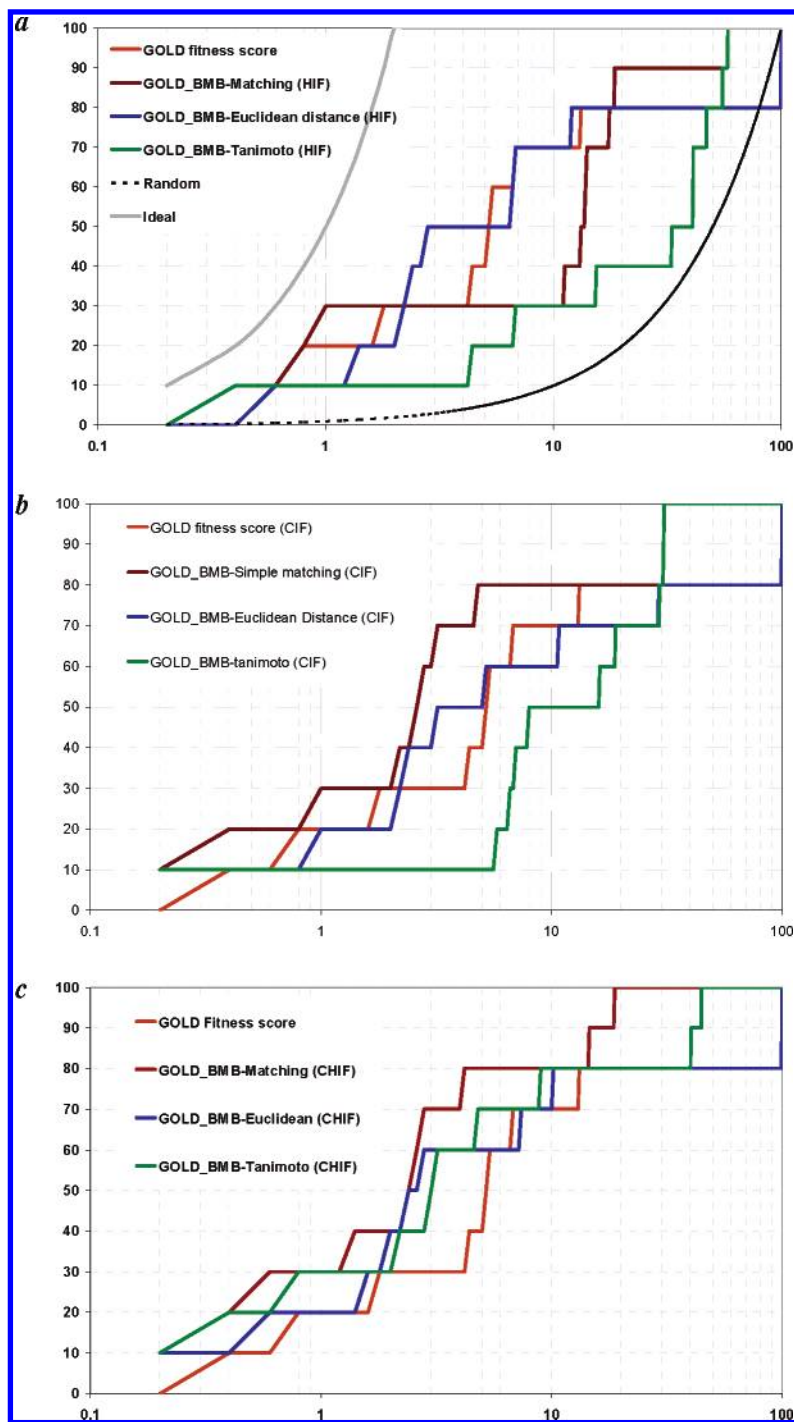 a
100
90
80
70
60
50
40
30
20
10
0
GOLD fitness score
GOLD_BMB-Matching (HIF)
GOLD_BMB-Euclidean distance (HIF)
GOLD_BMB-Tanimoto (HIF)
Random
Ideal
0.1 1 10 100
b
100
90
80
70
60
50
40
30
20
10
0
GOLD fitness score (CIF)
GOLD_BMB-Simple matching (CIF)
GOLD_BMB-Euclidean Distance (CIF)
GOLD_BMB-tanimoto (CIF)
0.1 1 10 100
c
100
90
80
70
60
50
40
30
20
10
0
GOLD Fitness score
GOLD_BMB-Matching (CHIF)
GOLD_BMB-Euclidean (CHIF)
GOLD_BMB-Tanimoto (CHIF)
0.1 1 10 100